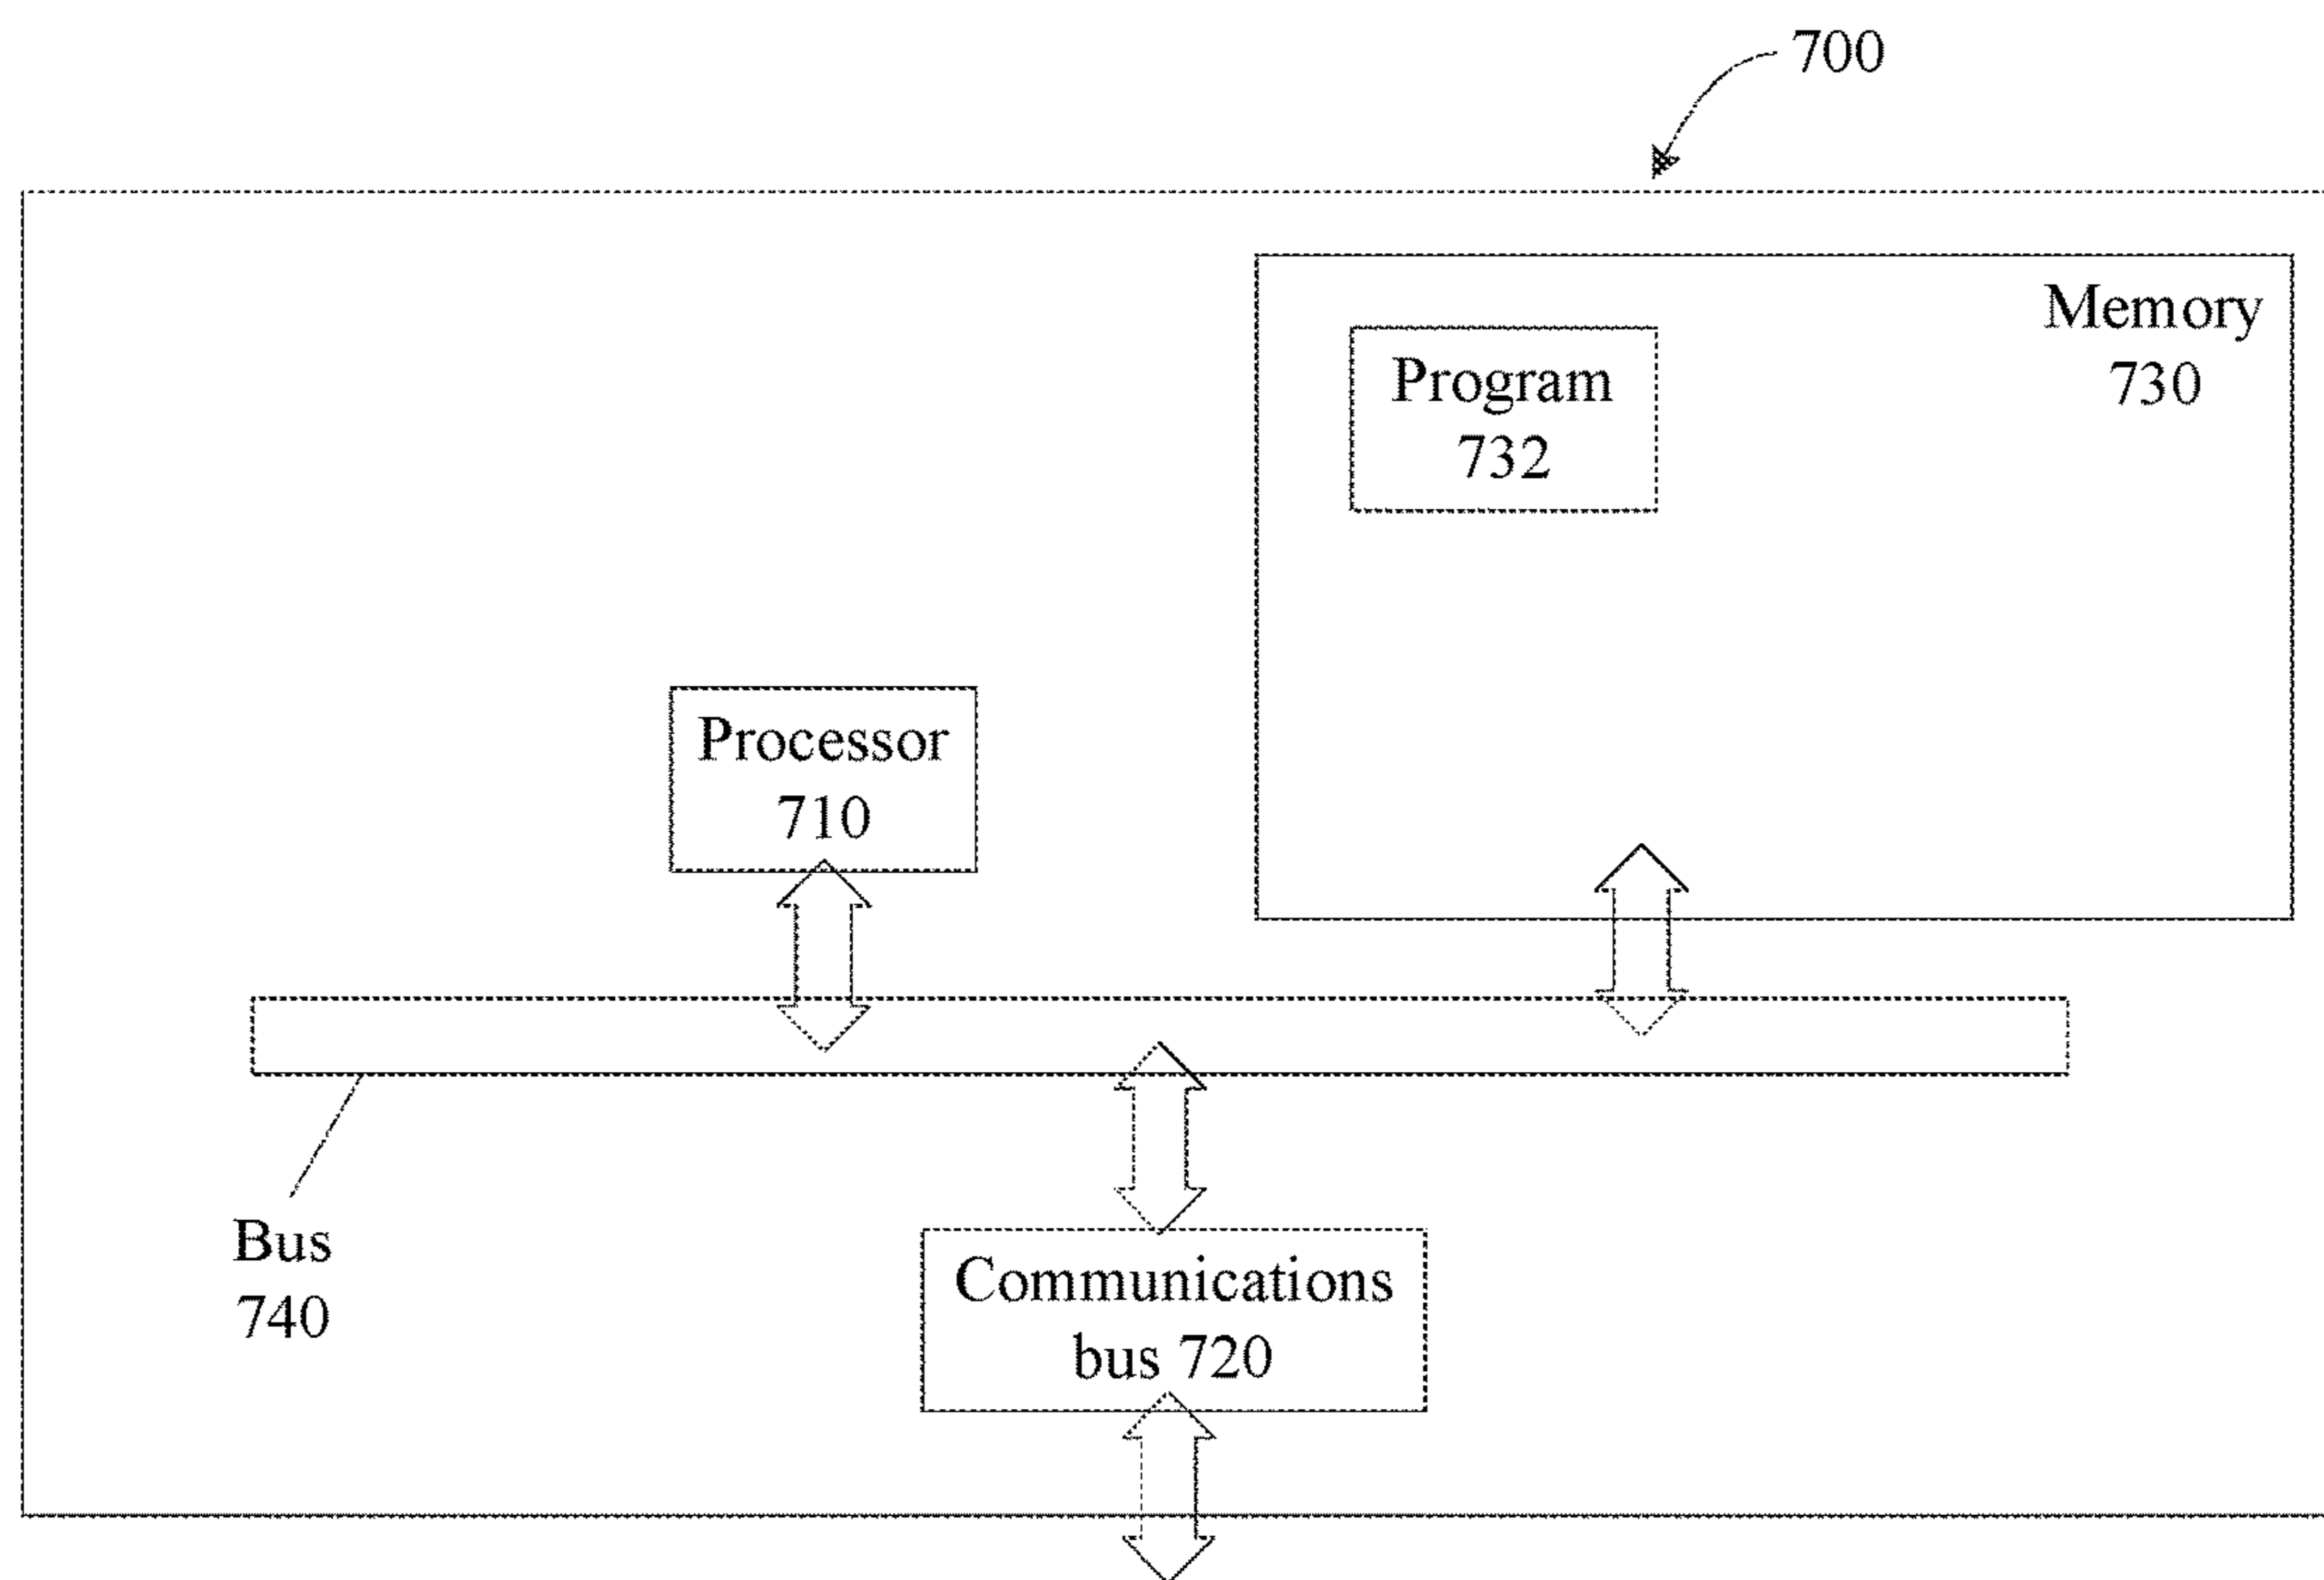 700
Memory
730
Program
732
Processor
710
Bus
740
Communications
bus 720